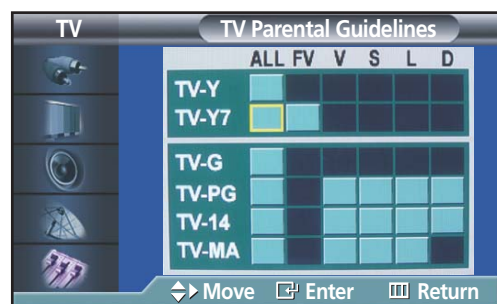 TV
TV Parental Guidelines
ALL FV V S L D
TV-Y
TV-Y7
TV-G
TV-PG
TV-14
TV-MA
Move Enter Return